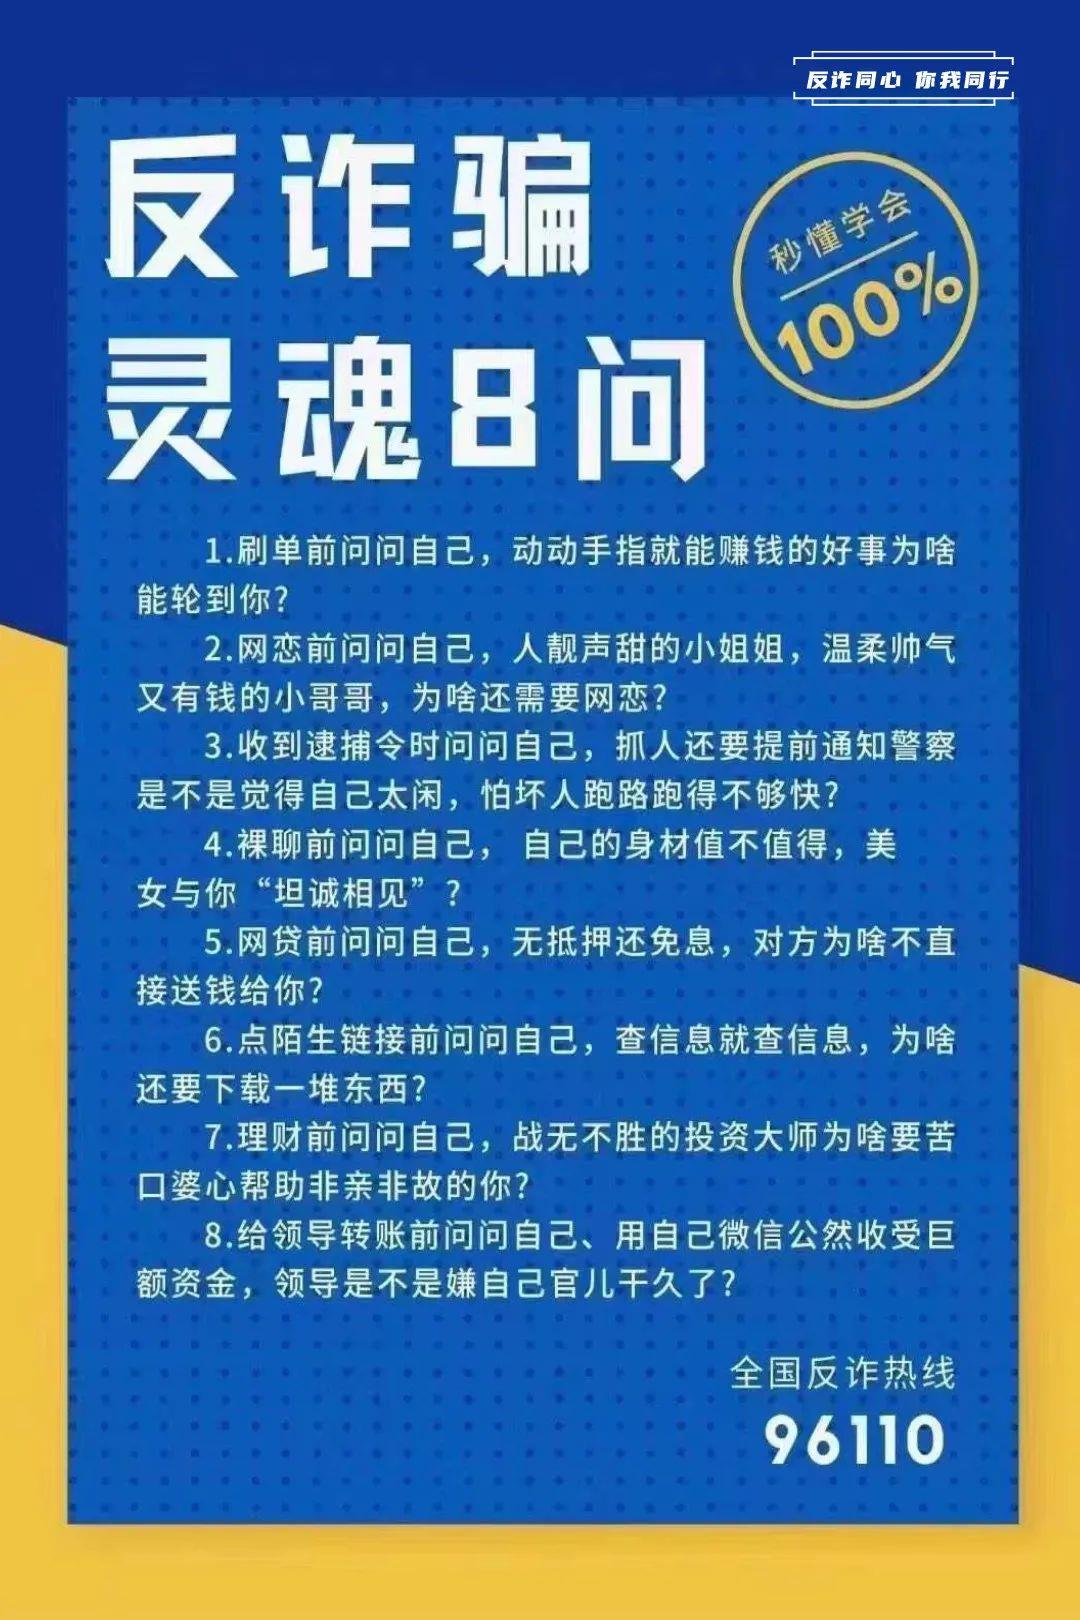 反诈同心 你我同行
反诈骗
灵魂8问
秒懂学会
100%
1.刷单前问问自己，动动手指就能赚钱的好事为啥
能轮到你？
2.网恋前问问自己，人靓声甜的小姐姐，温柔帅气
又有钱的小哥哥，为啥还需要网恋？
3.收到逮捕令时问问自己，抓人还要提前通知警察
是不是觉得自己太闲，怕坏人跑路跑得不够快？
4.裸聊前问问自己， 自己的身材值不值得，美
女与你“坦诚相见”？
5.网贷前问问自己，无抵押还免息，对方为啥不直
接送钱给你？
6.点陌生链接前问问自己，查信息就查信息，为啥
还要下载一堆东西？
7.理财前问问自己，战无不胜的投资大师为啥要苦
口婆心帮助非亲非故的你？
8.给领导转账前问问自己、用自己微信公然收受巨
额资金，领导是不是嫌自己官儿干久了？
全国反诈热线
96110